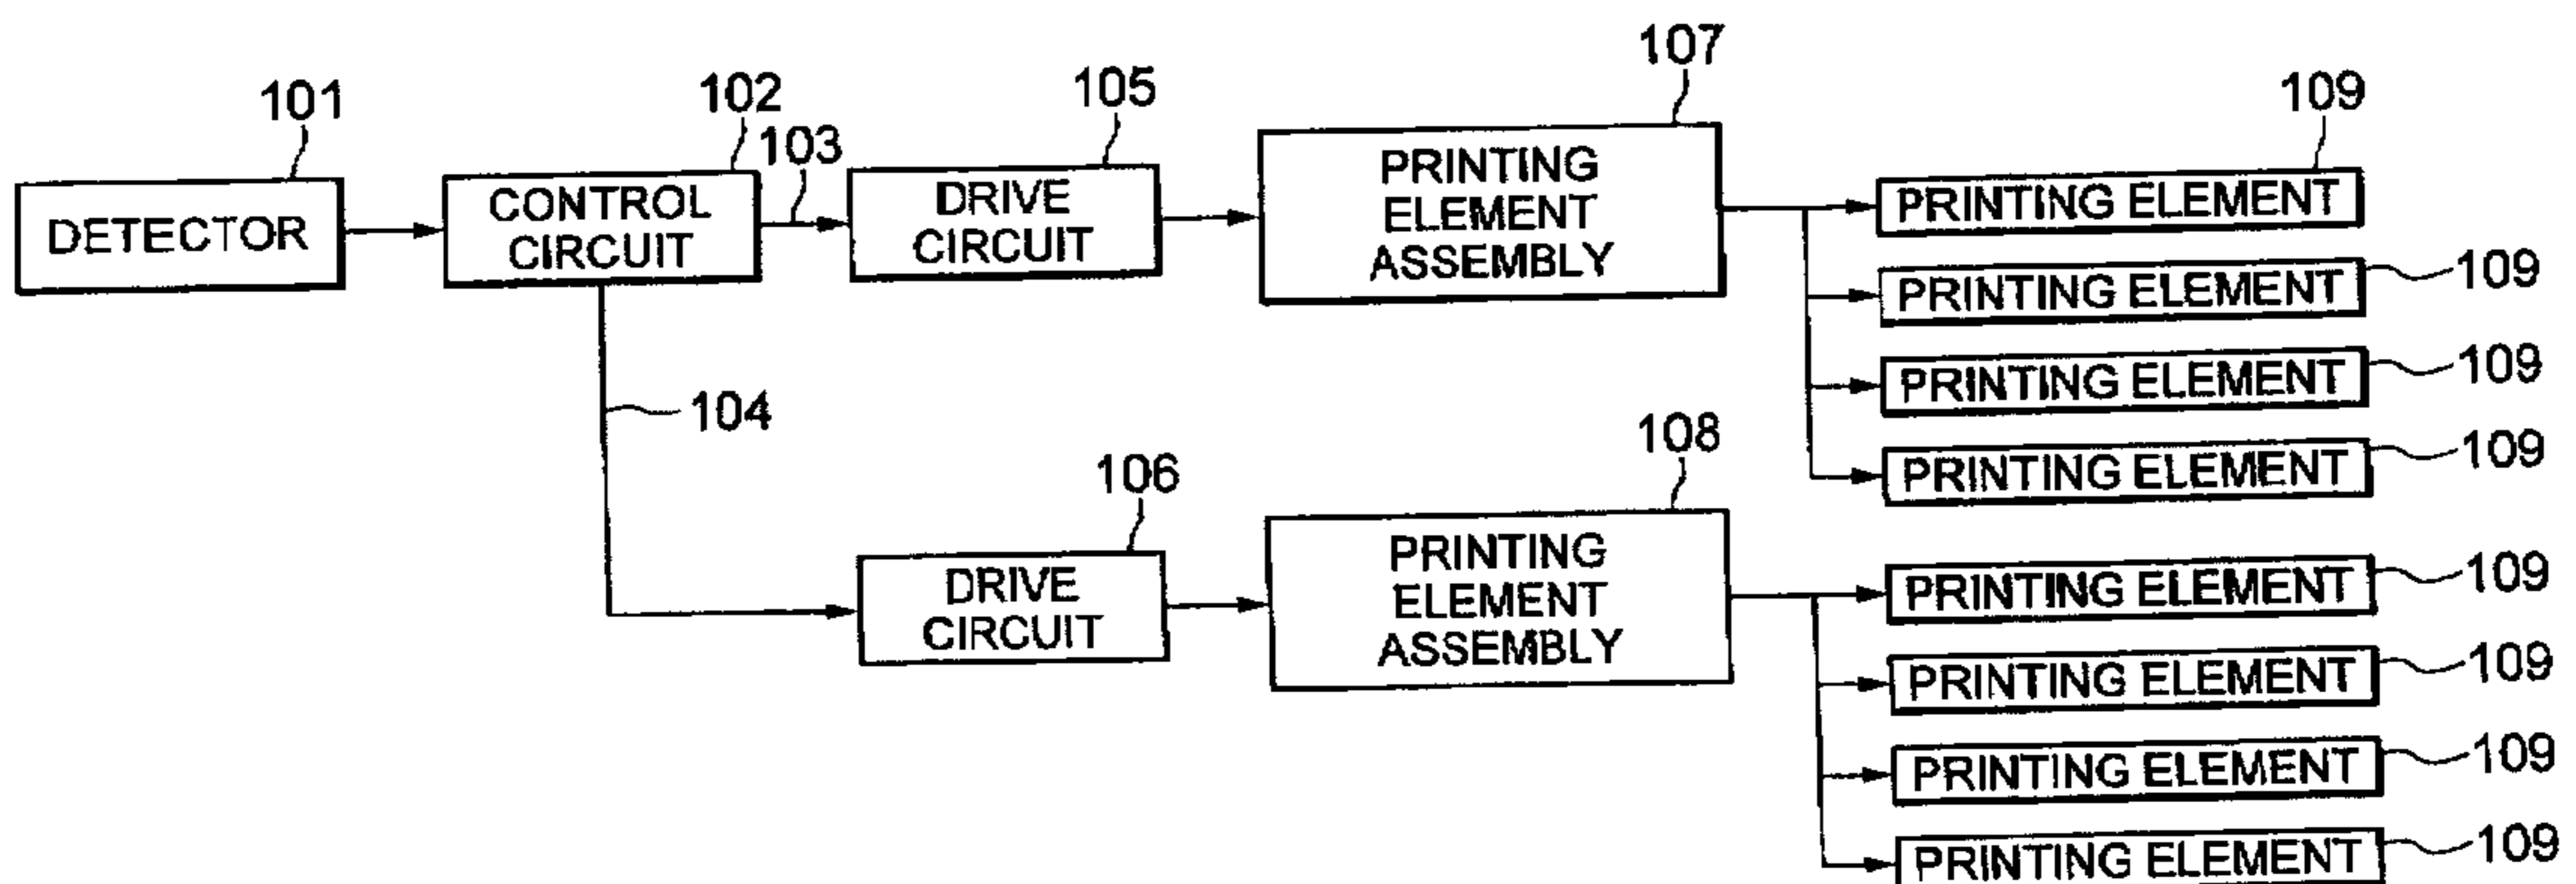 107
101
102
105
109
103
DETECTOR
CONTROL
CIRCUIT
DRIVE
CIRCUIT
PRINTING
ELEMENT
ASSEMBLY
PRINTING ELEMENT
PRINTING ELEMENT
109
PRINTING ELEMENT
109
PRINTING ELEMENT
109
104
106
108
DRIVE
CIRCUIT
PRINTING
ELEMENT
ASSEMBLY
PRINTING ELEMENT
109
PRINTING ELEMENT
109
PRINTING ELEMENT
109
PRINTING ELEMENT
109